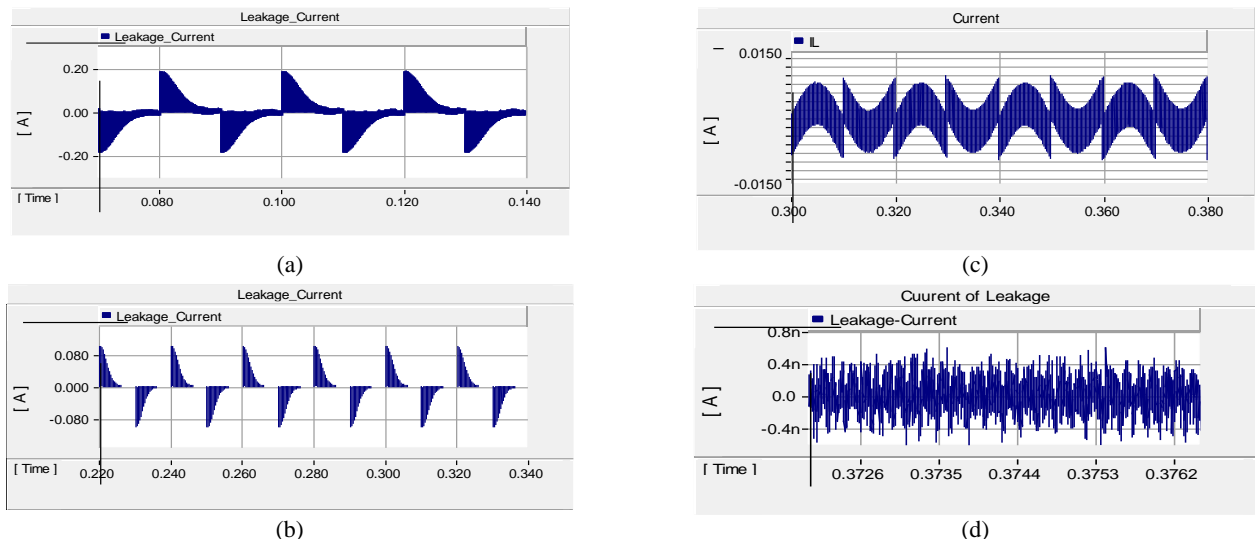 Leakage_Current
Leakage_Current
0.20
0.00
-0.20
[ A ]
[ Time ]
0.080 0.100 0.120 0.140
(a)
Leakage_Current
Leakage_Current
0.080
0.000
-0.080
[ A ]
[ Time ]
0.220 0.240 0.260 0.280 0.300 0.320 0.340
(b)
Current
IL
0.0150
-0.0150
[ A ]
0.300 0.320 0.340 0.360 0.380
(c)
Cuurent of Leakage
Leakage-Current
0.8n
0.4n
0.0
-0.4n
[ A ]
[ Time ]
0.3726 0.3735 0.3744 0.3753 0.3762
(d)